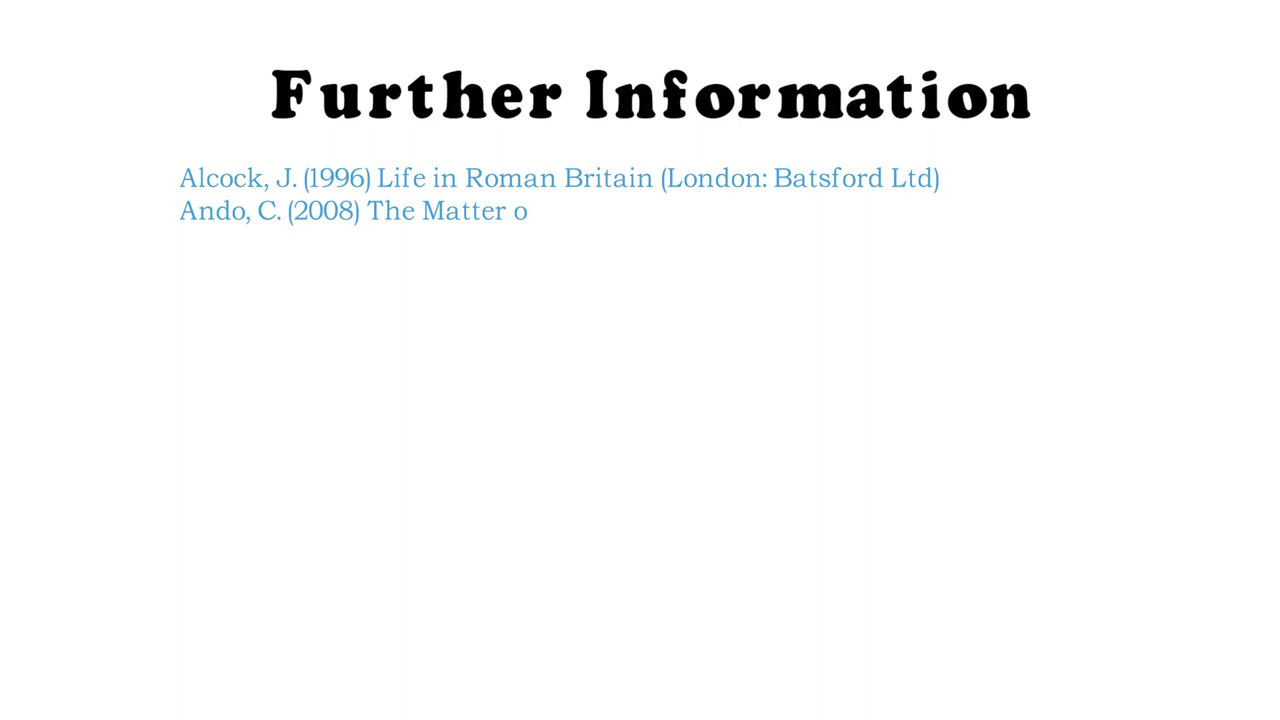 Further Information
Alcock, J. (1996) Life in Roman Britain (London: Batsford Ltd)
Ando, C. (2008) The Matter o